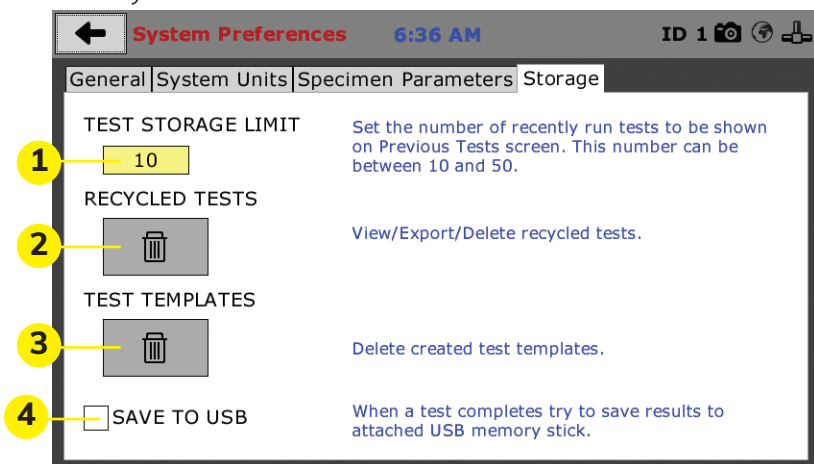 System Preferences 6:36 AM ID 1
General System Units Specimen Parameters Storage
TEST STORAGE LIMIT
1 10
Set the number of recently run tests to be shown
on Previous Tests screen. This number can be
between 10 and 50.
RECYCLED TESTS
2
View/Export/Delete recycled tests.
TEST TEMPLATES
3
Delete created test templates.
4 SAVE TO USB
When a test completes try to save results to
attached USB memory stick.